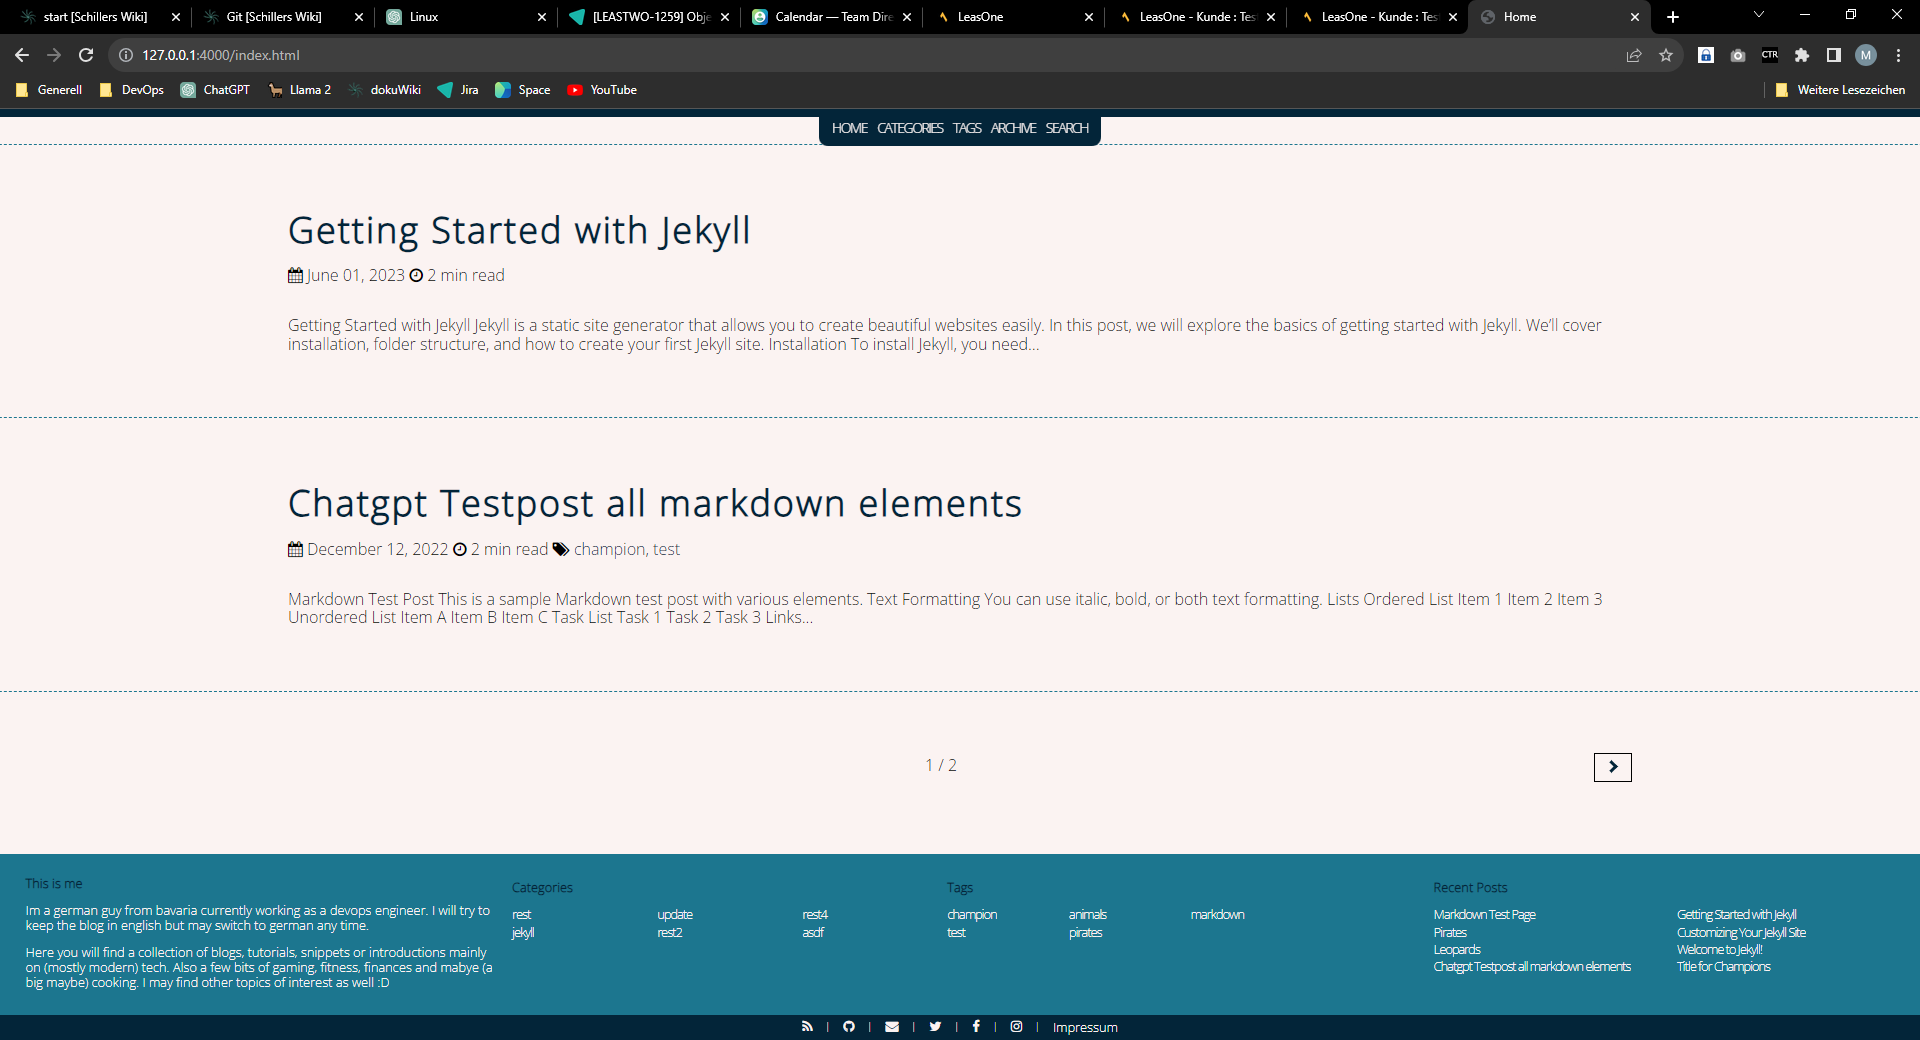 start [Schillers Wiki]
Git [Schillers Wiki]
Linux
[LEASTWO-1259] Obje
Calendar — Team Dire
LeasOne
LeasOne - Kunde : Tes
LeasOne - Kunde : Tes
Home
127.0.0.1:4000/index.html
CTR
M
Generell
DevOps
ChatGPT
Llama 2
dokuWiki
Jira
Space
YouTube
Weitere Lesezeichen
HOME CATEGORIES TAGS ARCHIVE SEARCH
Getting Started with Jekyll
June 01, 2023 2 min read
Getting Started with Jekyll Jekyll is a static site generator that allows you to create beautiful websites easily. In this post, we will explore the basics of getting started with Jekyll. We’ll cover
installation, folder structure, and how to create your first Jekyll site. Installation To install Jekyll, you need...
Chatgpt Testpost all markdown elements
December 12, 2022 2 min read champion, test
Markdown Test Post This is a sample Markdown test post with various elements. Text Formatting You can use italic, bold, or both text formatting. Lists Ordered List Item 1 Item 2 Item 3
Unordered List Item A Item B Item C Task List Task 1 Task 2 Task 3 Links...
1 / 2
This is me
Im a german guy from bavaria currently working as a devops engineer. I will try to
keep the blog in english but may switch to german any time.
Here you will find a collection of blogs, tutorials, snippets or introductions mainly
on (mostly modern) tech. Also a few bits of gaming, fitness, finances and mabye (a
big maybe) cooking. I may find other topics of interest as well :D
Categories
rest update rest4
jekyll rest2 asdf
Tags
champion animals markdown
test pirates
Recent Posts
Markdown Test Page
Pirates
Leopards
Chatgpt Testpost all markdown elements
Getting Started with Jekyll
Customizing Your Jekyll Site
Welcome to Jekyll!
Title for Champions
| | | | | | Impressum